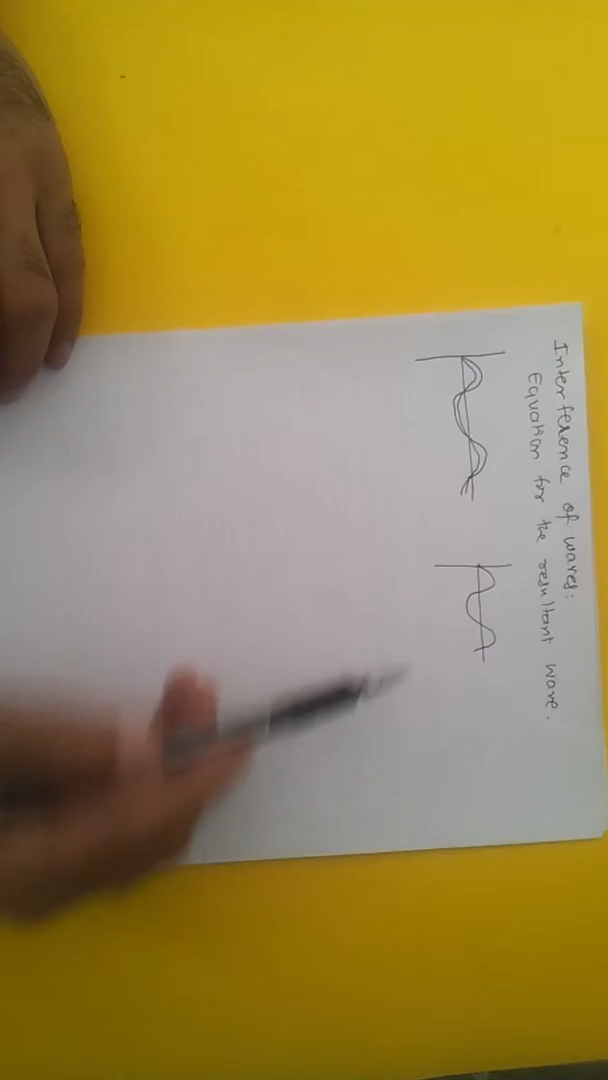 Interference of waves:
Equation for the resultant wave.